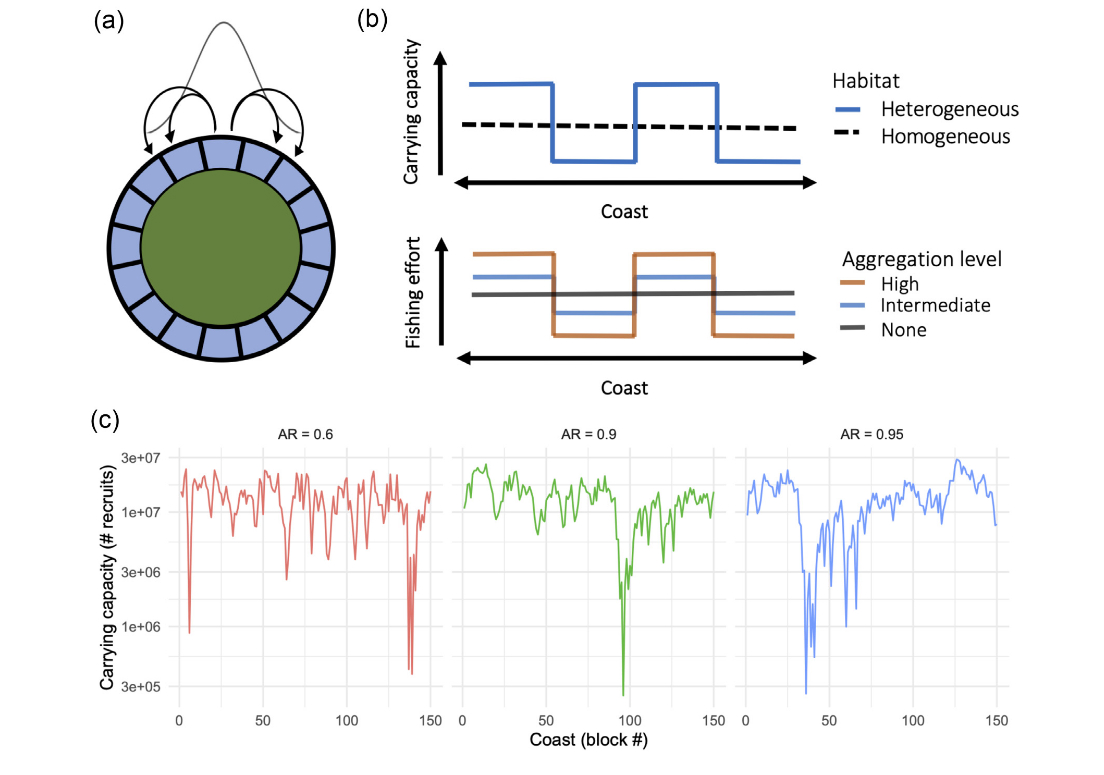 (a)
(b)
Carrying capacity
Coast
Habitat
Heterogeneous
Homogeneous
Fishing effort
Coast
Aggregation level
High
Intermediate
None
(c)
AR = 0.6
AR = 0.9
AR = 0.95
Carrying capacity (# recruits)
3e+07
1e+07
3e+06
1e+06
3e+05
0 50 100 150
0 50 100 150
0 50 100 150
Coast (block #)